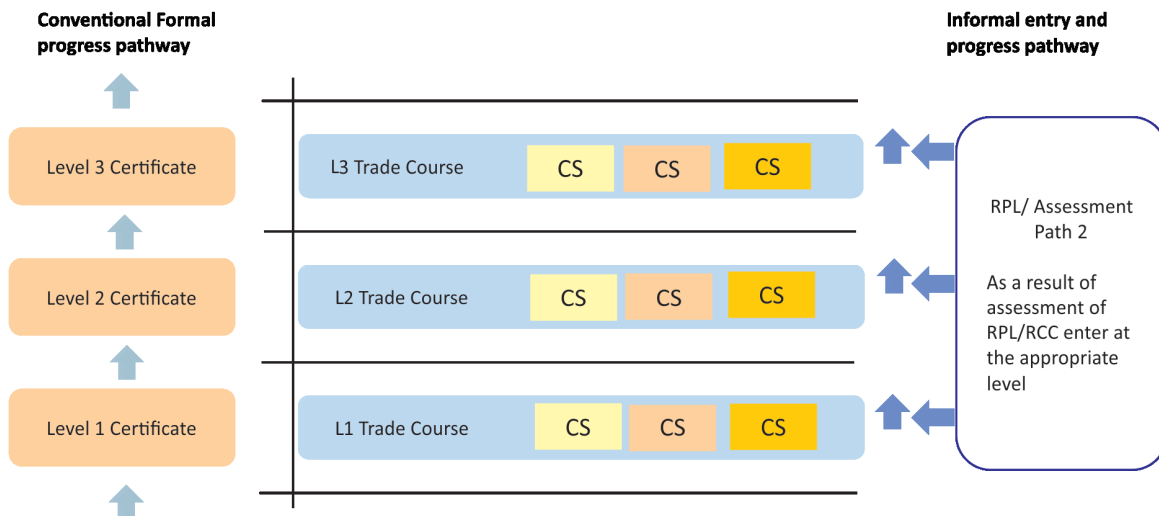 Conventional Formal
progress pathway
Informal entry and
progress pathway
Level 3 Certificate
L3 Trade Course
CS
CS
CS
Level 2 Certificate
L2 Trade Course
CS
CS
CS
Level 1 Certificate
L1 Trade Course
CS
CS
CS
RPL/ Assessment
Path 2
As a result of
assessment of
RPL/RCC enter at
the appropriate
level